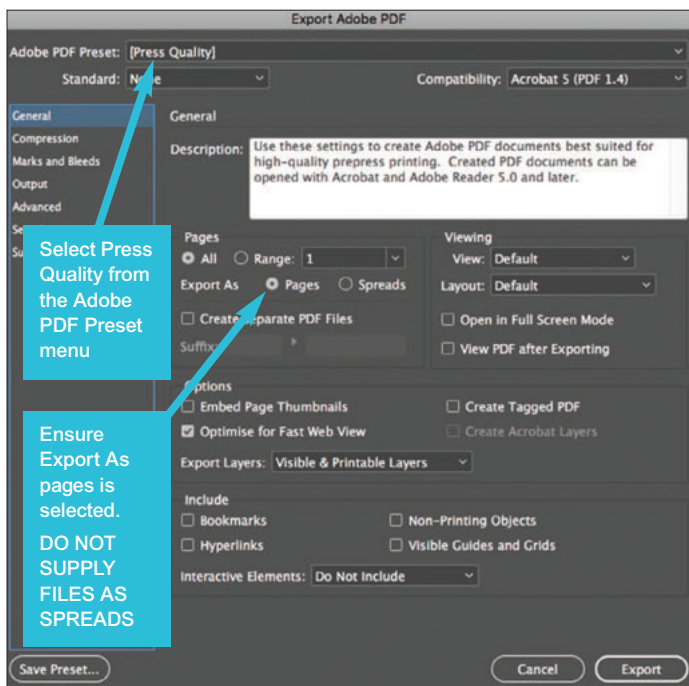 Export Adobe PDF
Adobe PDF Preset: [Press Quality]
Standard: None Compatibility: Acrobat 5 (PDF 1.4)
General
Compression
Marks and Bleeds
Output
Advanced
General
Description: Use these settings to create Adobe PDF documents best suited for
high-quality prepress printing. Created PDF documents can be
opened with Acrobat and Adobe Reader 5.0 and later.
Select Press
Quality from
the Adobe
PDF Preset
menu
Pages
All Range: 1
Export As Pages Spreads
Create Separate PDF Files
Suffix:
Viewing
View: Default
Layout: Default
Open in Full Screen Mode
View PDF after Exporting
Ensure
Export As
pages is
selected.
DO NOT
SUPPLY
FILES AS
SPREADS
Options
Embed Page Thumbnails Create Tagged PDF
Optimise for Fast Web View Create Acrobat Layers
Export Layers: Visible & Printable Layers
Include
Bookmarks Non-Printing Objects
Hyperlinks Visible Guides and Grids
Interactive Elements: Do Not Include
Save Preset... Cancel Export